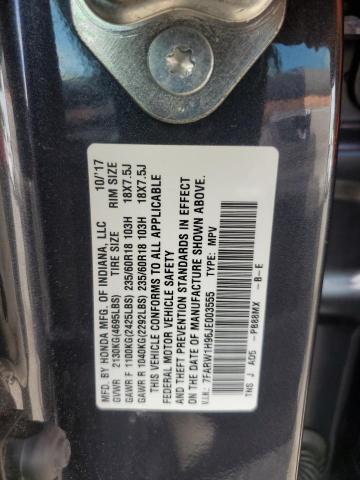 MFD. BY HONDA MFG. OF INDIANA, LLC 10/'17
GVWR 2130KG(4695LBS) TIRE SIZE RIM SIZE
GAWR F 1100KG(2425LBS) 235/60R18 103H 18X7.5J
GAWR R 1040KG(2292LBS) 235/60R18 103H 18X7.5J
THIS VEHICLE CONFORMS TO ALL APPLICABLE
FEDERAL MOTOR VEHICLE SAFETY
AND THEFT PREVENTION STANDARDS IN EFFECT
ON THE DATE OF MANUFACTURE SHOWN ABOVE.
V.I.N.: 7FARW1H95JE003555 TYPE: MPV
TNS J A05 -PB88MX -B-E